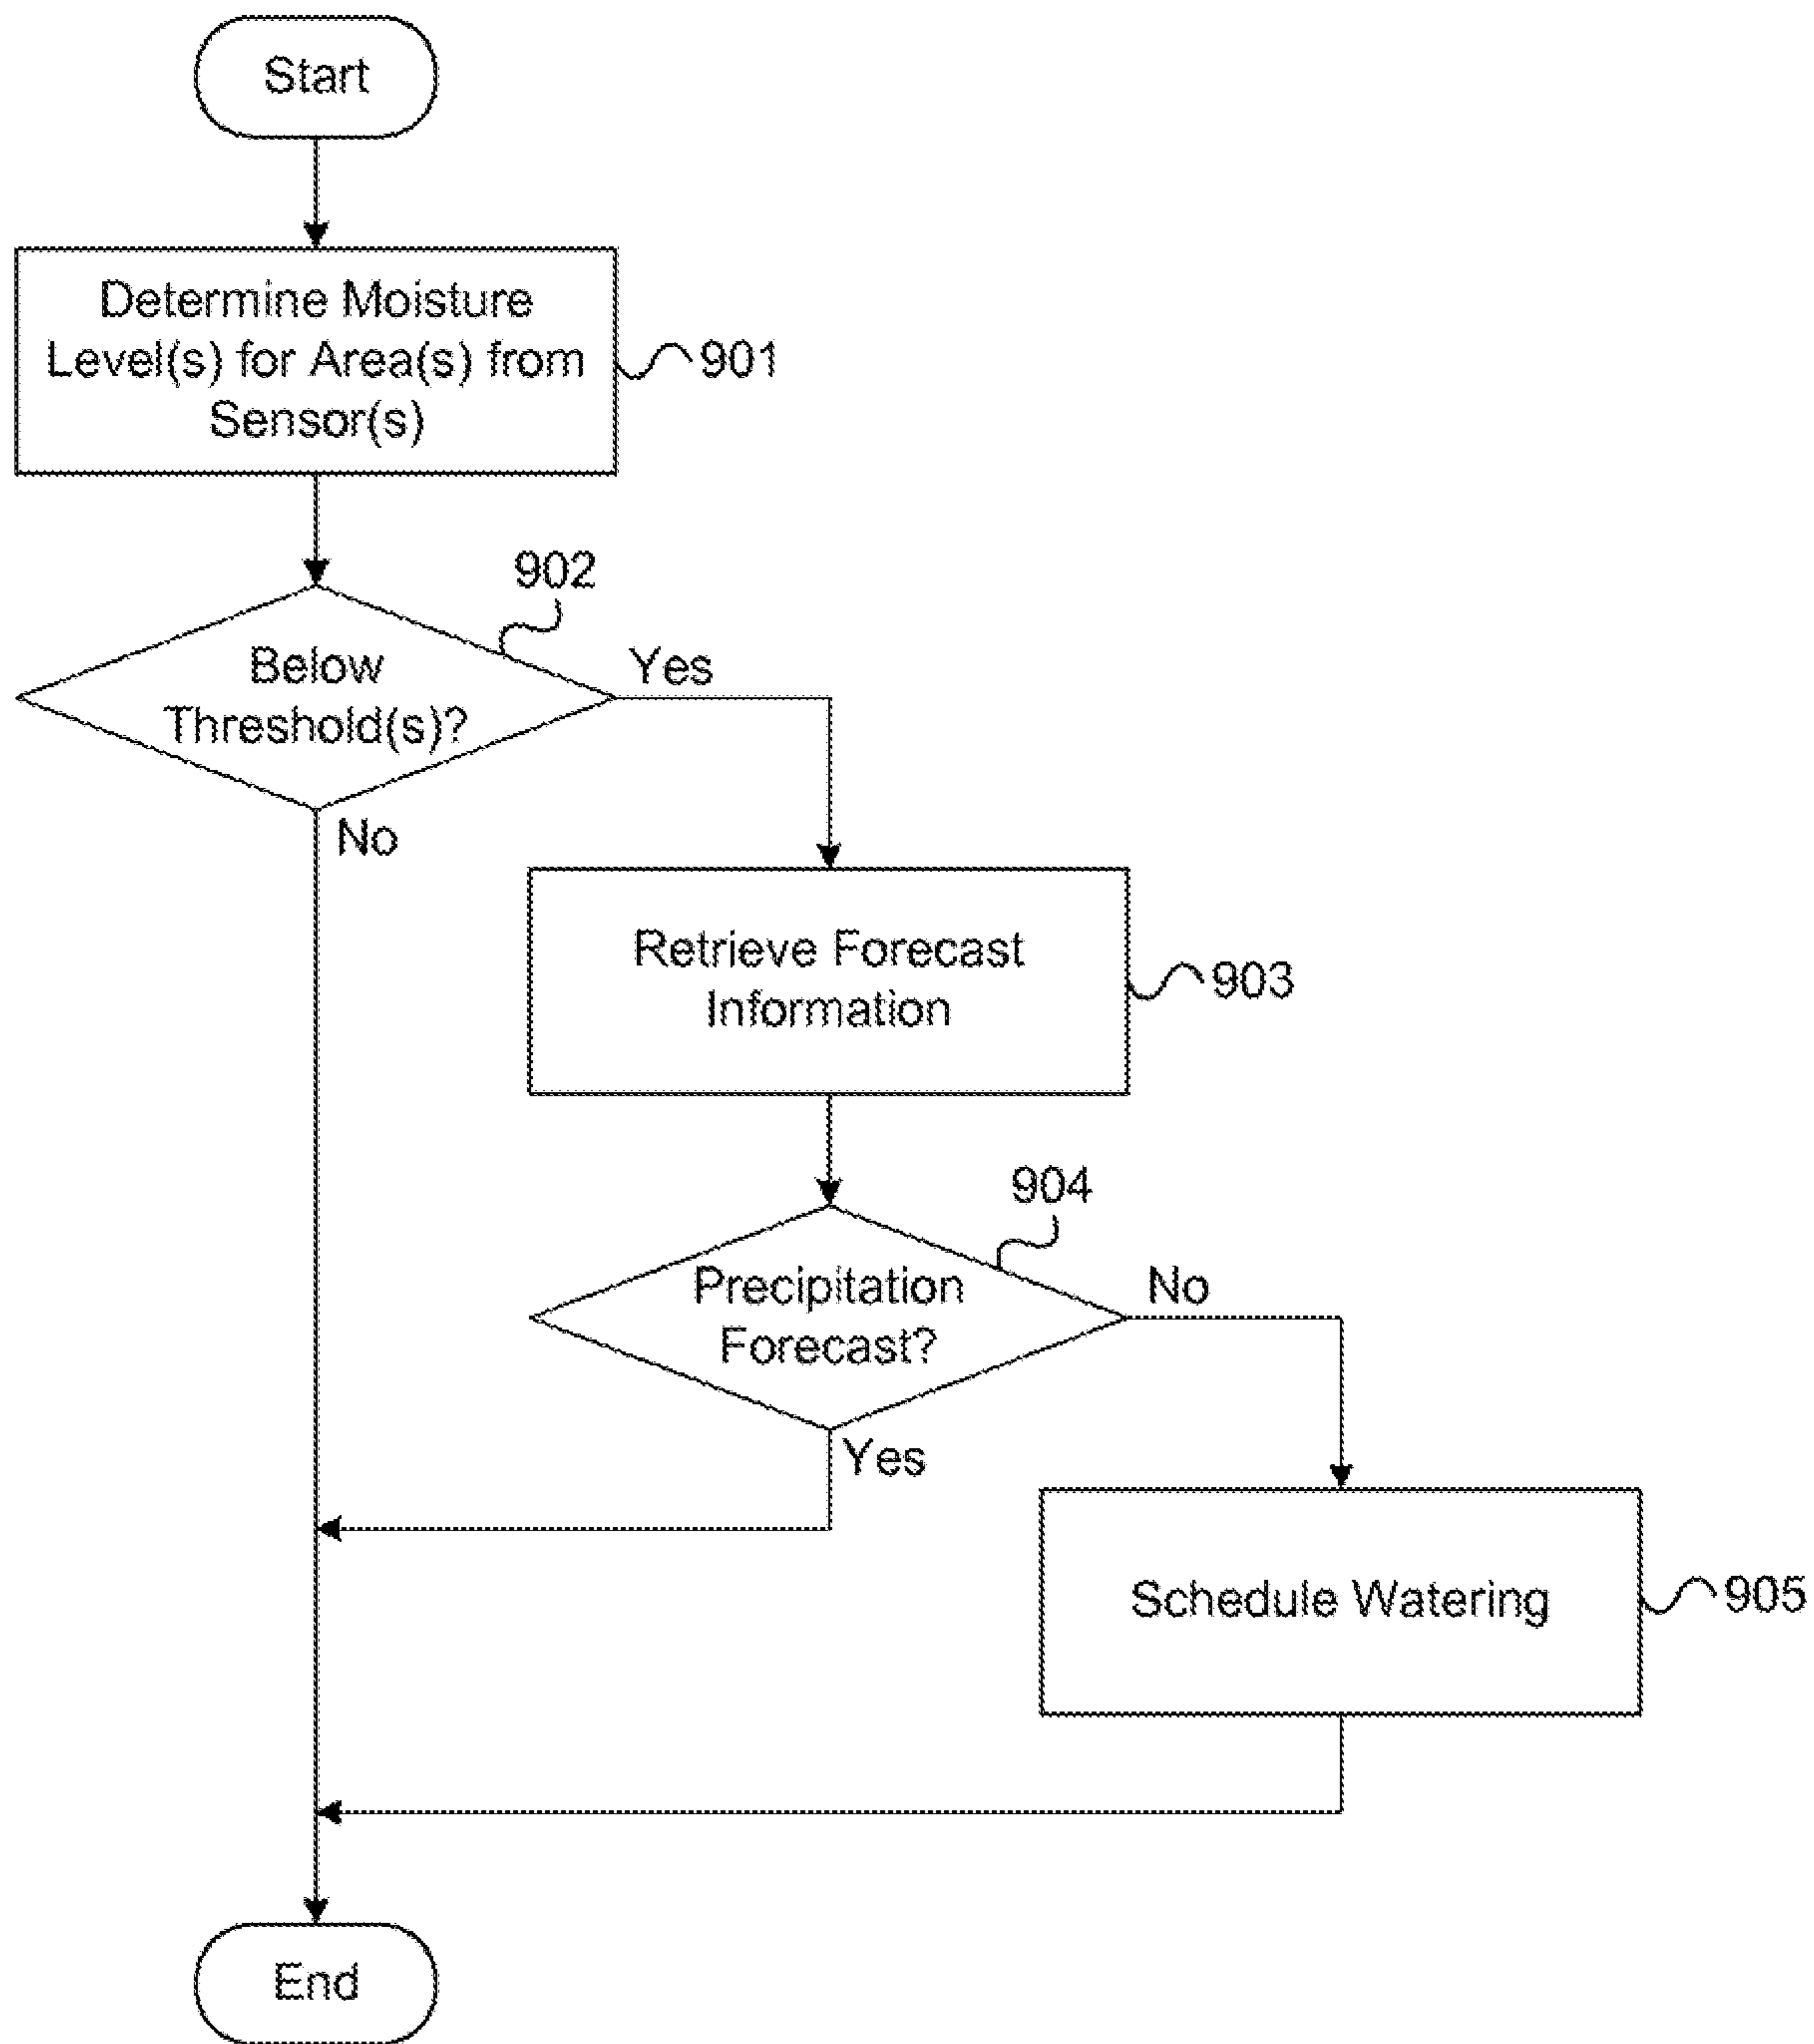 Start
Determine Moisture
Level(s) for Area(s) from
Sensor(s)
901
902
Below
Threshold(s)?
Yes
No
Retrieve Forecast
Information
903
904
Precipitation
Forecast?
No
Yes
Schedule Watering
905
End